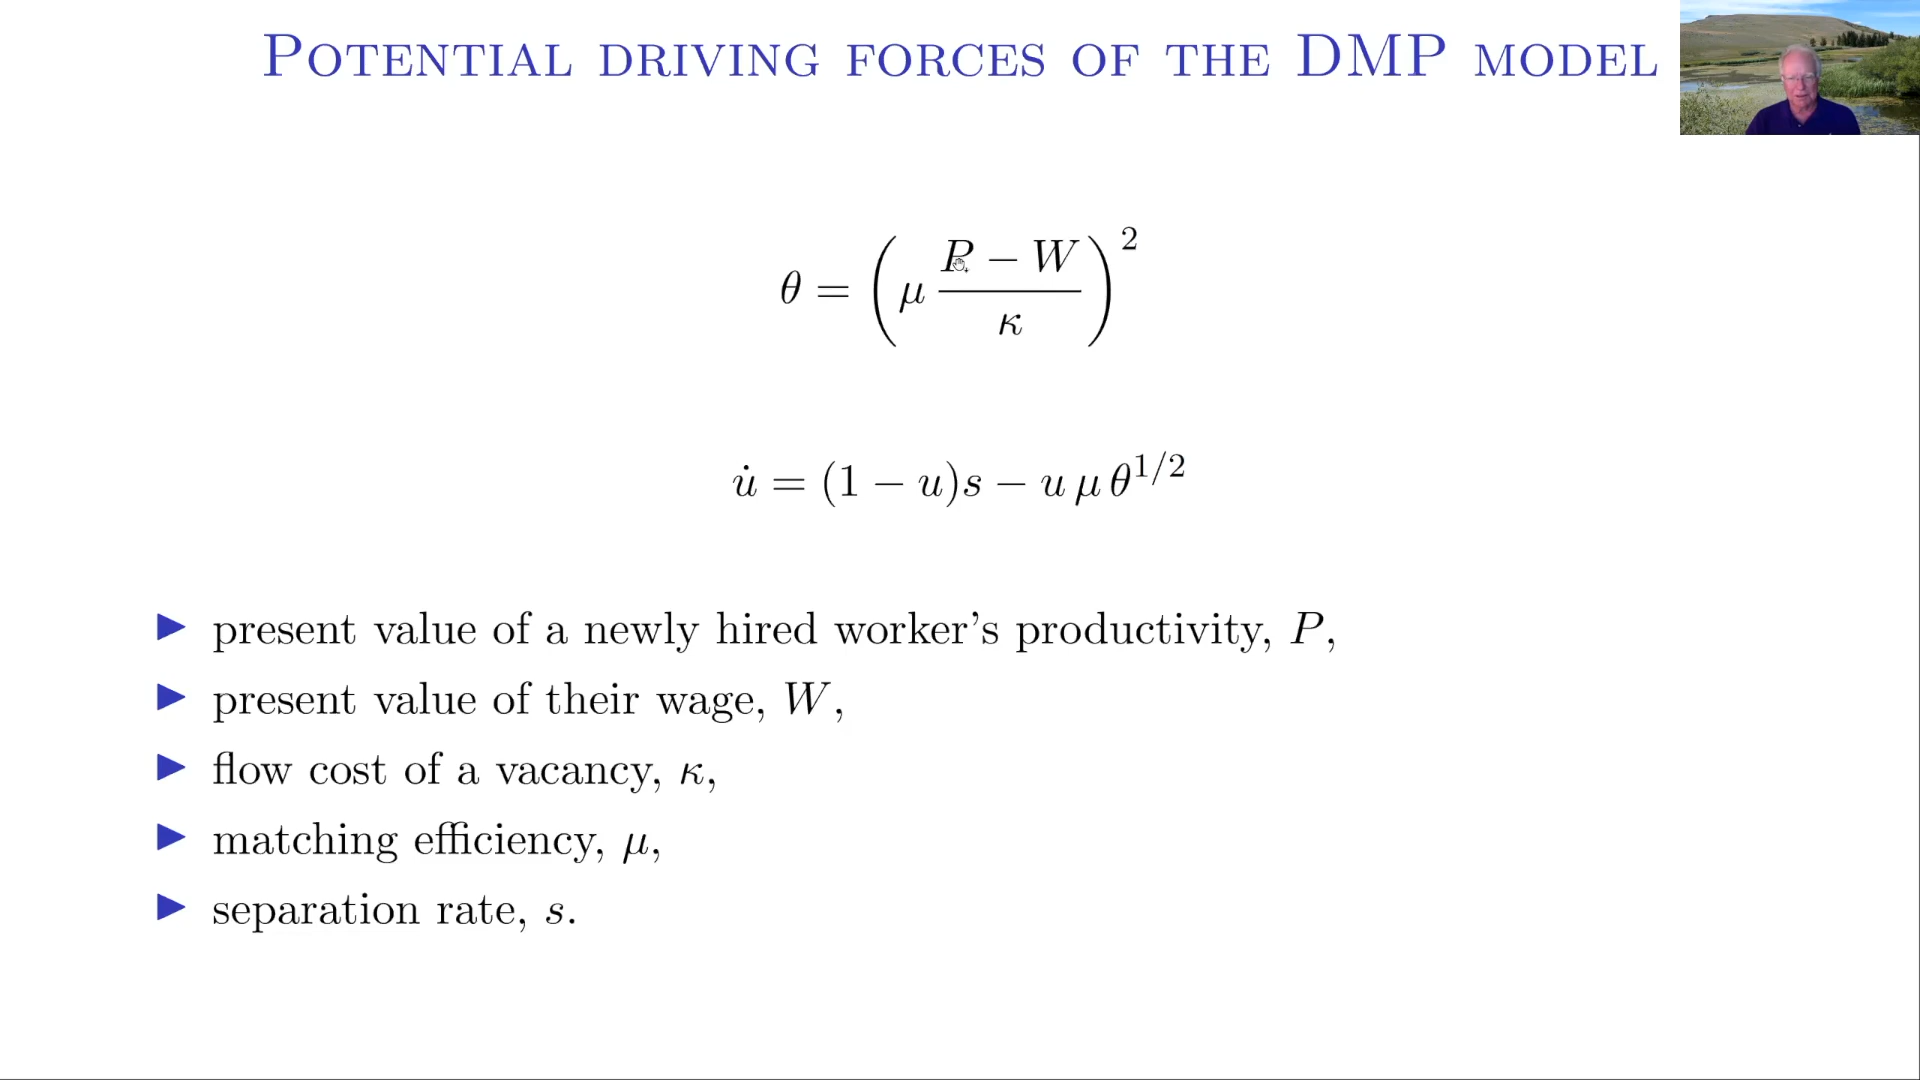 Potential driving forces of the DMP model
θ = (μ (P − W)/κ)²
u̇ = (1 − u)s − u μ θ^{1/2}
▶ present value of a newly hired worker's productivity, P,
▶ present value of their wage, W,
▶ flow cost of a vacancy, κ,
▶ matching efficiency, μ,
▶ separation rate, s.